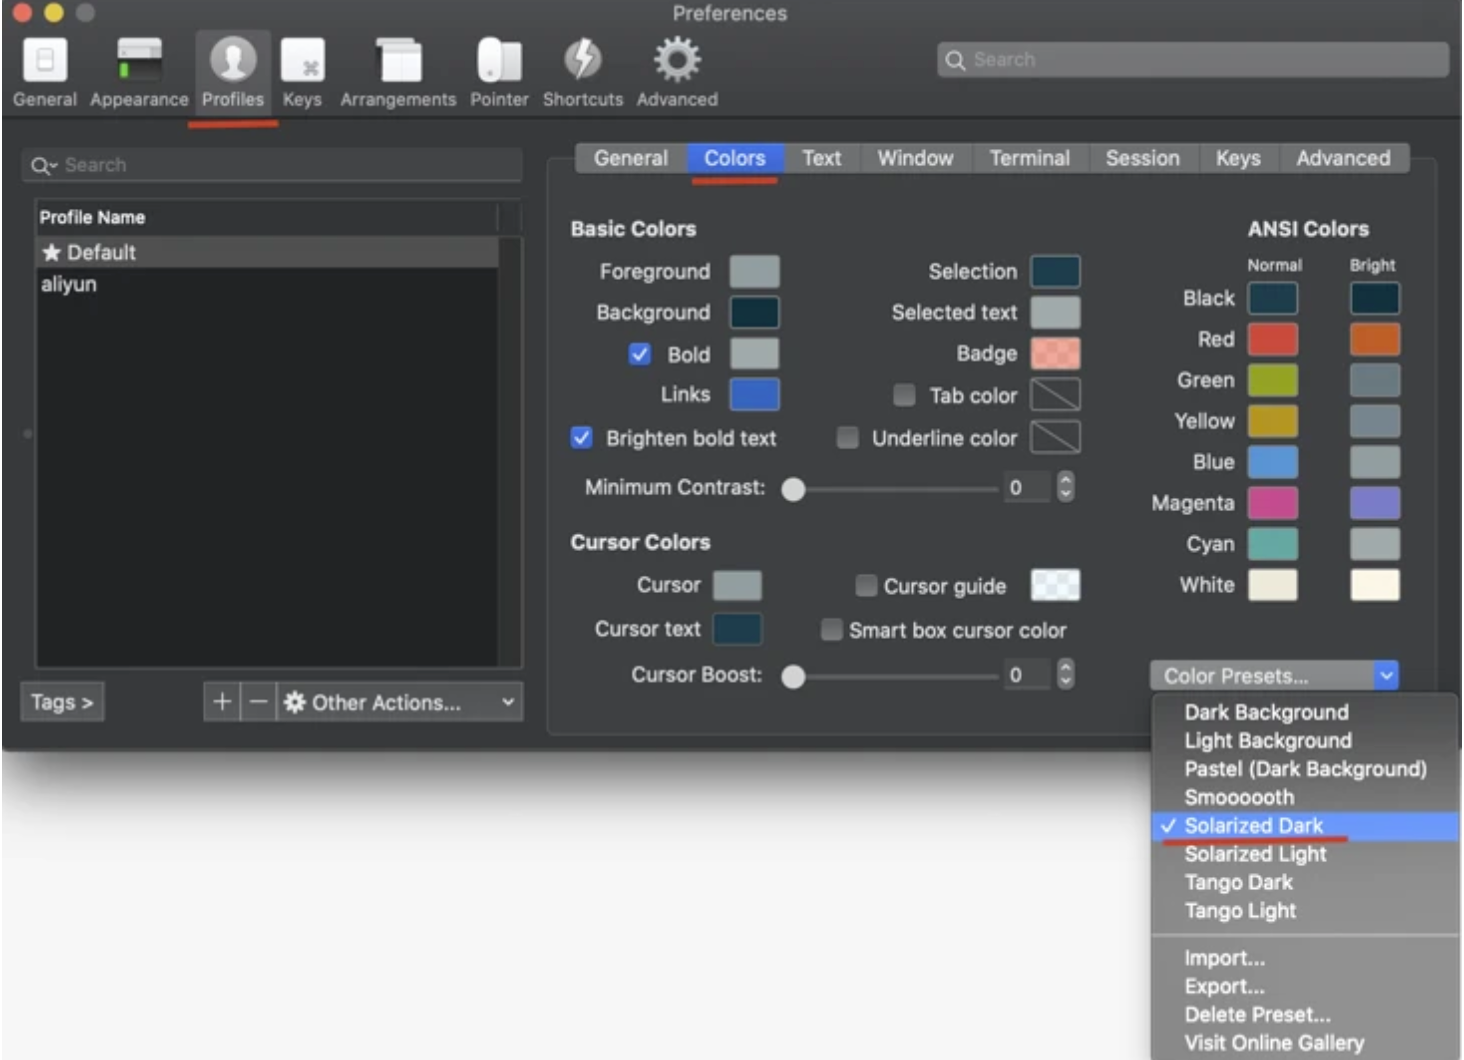 Preferences
General Appearance Profiles Keys Arrangements Pointer Shortcuts Advanced
Search
Search
Profile Name
★ Default
aliyun
Tags >
+ − Other Actions...
General Colors Text Window Terminal Session Keys Advanced
Basic Colors
Foreground
Background
Bold
Links
Brighten bold text
Selection
Selected text
Badge
Tab color
Underline color
Minimum Contrast: 0
Cursor Colors
Cursor
Cursor text
Cursor guide
Smart box cursor color
Cursor Boost: 0
ANSI Colors
Normal Bright
Black
Red
Green
Yellow
Blue
Magenta
Cyan
White
Color Presets...
Dark Background
Light Background
Pastel (Dark Background)
Smoooooth
✓ Solarized Dark
Solarized Light
Tango Dark
Tango Light
Import...
Export...
Delete Preset...
Visit Online Gallery